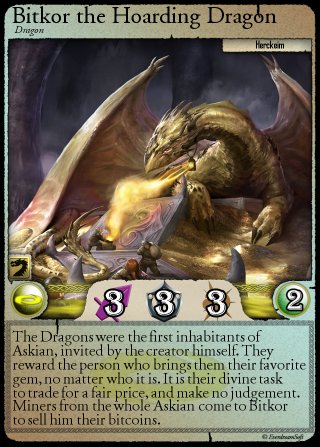 Bitkor the Hoarding Dragon
Dragon
Herckeim
3
3
3
2
The Dragons were the first inhabitants of
Askian, invited by the creator himself. They
reward the person who brings them their favorite
gem, no matter who it is. It is their divine task
to trade for a fair price, and make no judgement.
Miners from the whole Askian come to Bitkor
to sell him their bitcoins.
© EverdreamSoft